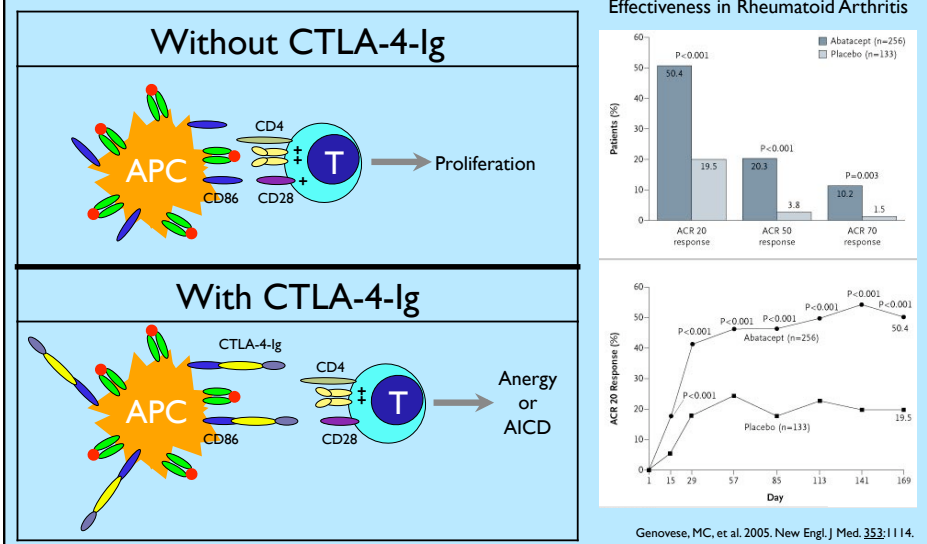 Effectiveness in Rheumatoid Arthritis
Without CTLA-4-Ig
APC
CD4
CD86
CD28
+
+
+
T
Proliferation
With CTLA-4-Ig
CTLA-4-Ig
APC
CD4
CD86
CD28
+
+
T
Anergy
or
AICD
Abatacept (n=256)
Placebo (n=133)
Patients (%)
60
50
40
30
20
10
0
P<0.001
50.4
19.5
P<0.001
20.3
3.8
P=0.003
10.2
1.5
ACR 20
response
ACR 50
response
ACR 70
response
ACR 20 Response (%)
60
50
40
30
20
10
0
P<0.001
P<0.001
P<0.001
P<0.001
P<0.001
P<0.001
P<0.001
50.4
Abatacept (n=256)
Placebo (n=133)
19.5
1
15
29
57
85
113
141
169
Day
Genovese, MC, et al. 2005. New Engl. J Med. 353:1114.